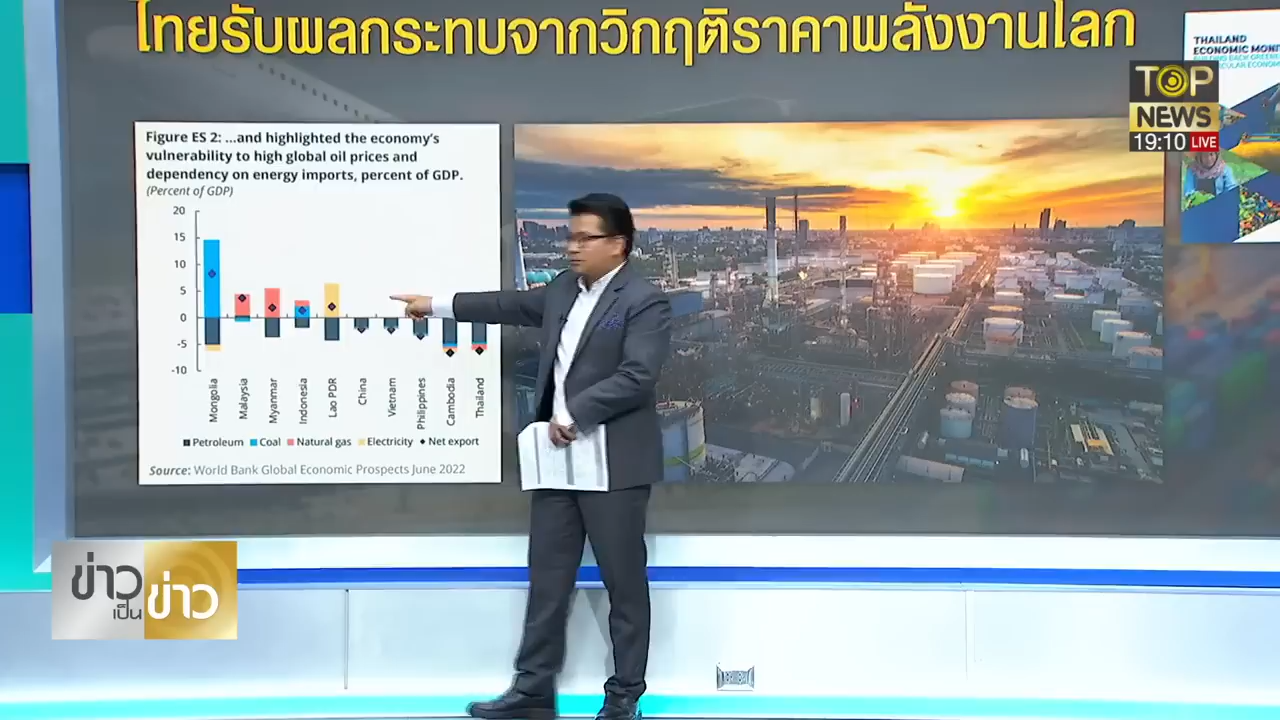 ไทยรับผลกระทบจากวิกฤติราคาพลังงานโลก
THAILAND
ECONOMIC MONI
BUILDING BACK GREENE
CIRCULAR ECONOM
TOP
NEWS
19:10 LIVE
Figure ES 2: ...and highlighted the economy's
vulnerability to high global oil prices and
dependency on energy imports, percent of GDP.
(Percent of GDP)
20
15
10
5
0
-5
-10
Mongolia
Malaysia
Myanmar
Indonesia
Lao PDR
China
Vietnam
Philippines
Cambodia
Thailand
Petroleum Coal Natural gas Electricity Net export
Source: World Bank Global Economic Prospects June 2022
ข่าว
เป็น
ข่าว